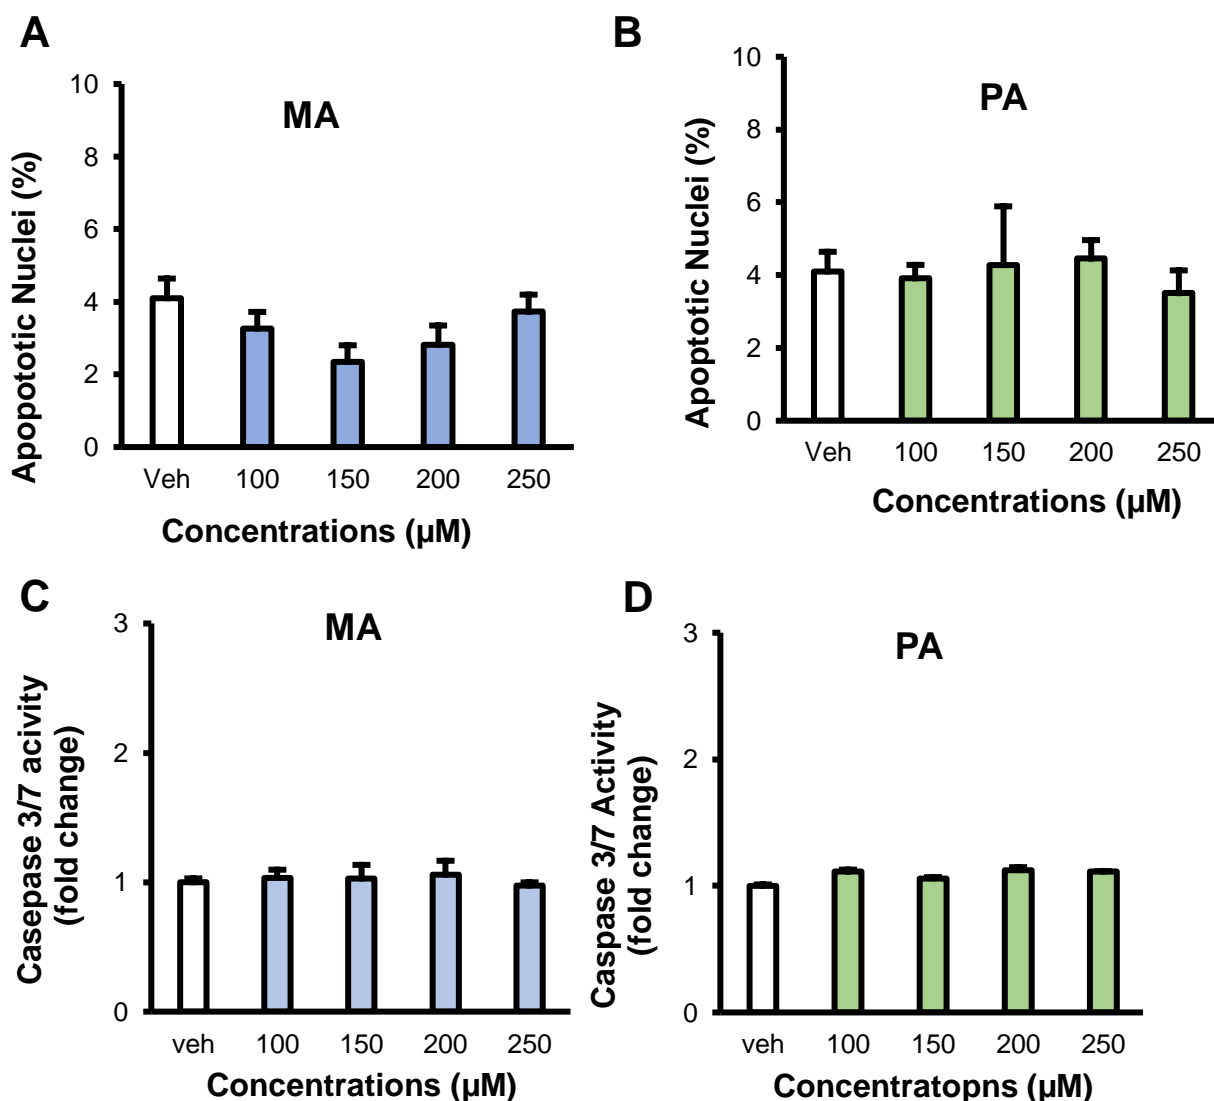 A
MA
Apopototic Nuclei (%)
10
8
6
4
2
0
Veh 100 150 200 250
Concentrations (µM)
B
PA
Apoptotic Nuclei (%)
10
8
6
4
2
0
Veh 100 150 200 250
Concentrations (µM)
C
MA
Casepase 3/7 acivity
(fold change)
3
2
1
0
veh 100 150 200 250
Concentrations (µM)
D
PA
Caspase 3/7 Activity
(fold change)
3
2
1
0
veh 100 150 200 250
Concentratopns (µM)